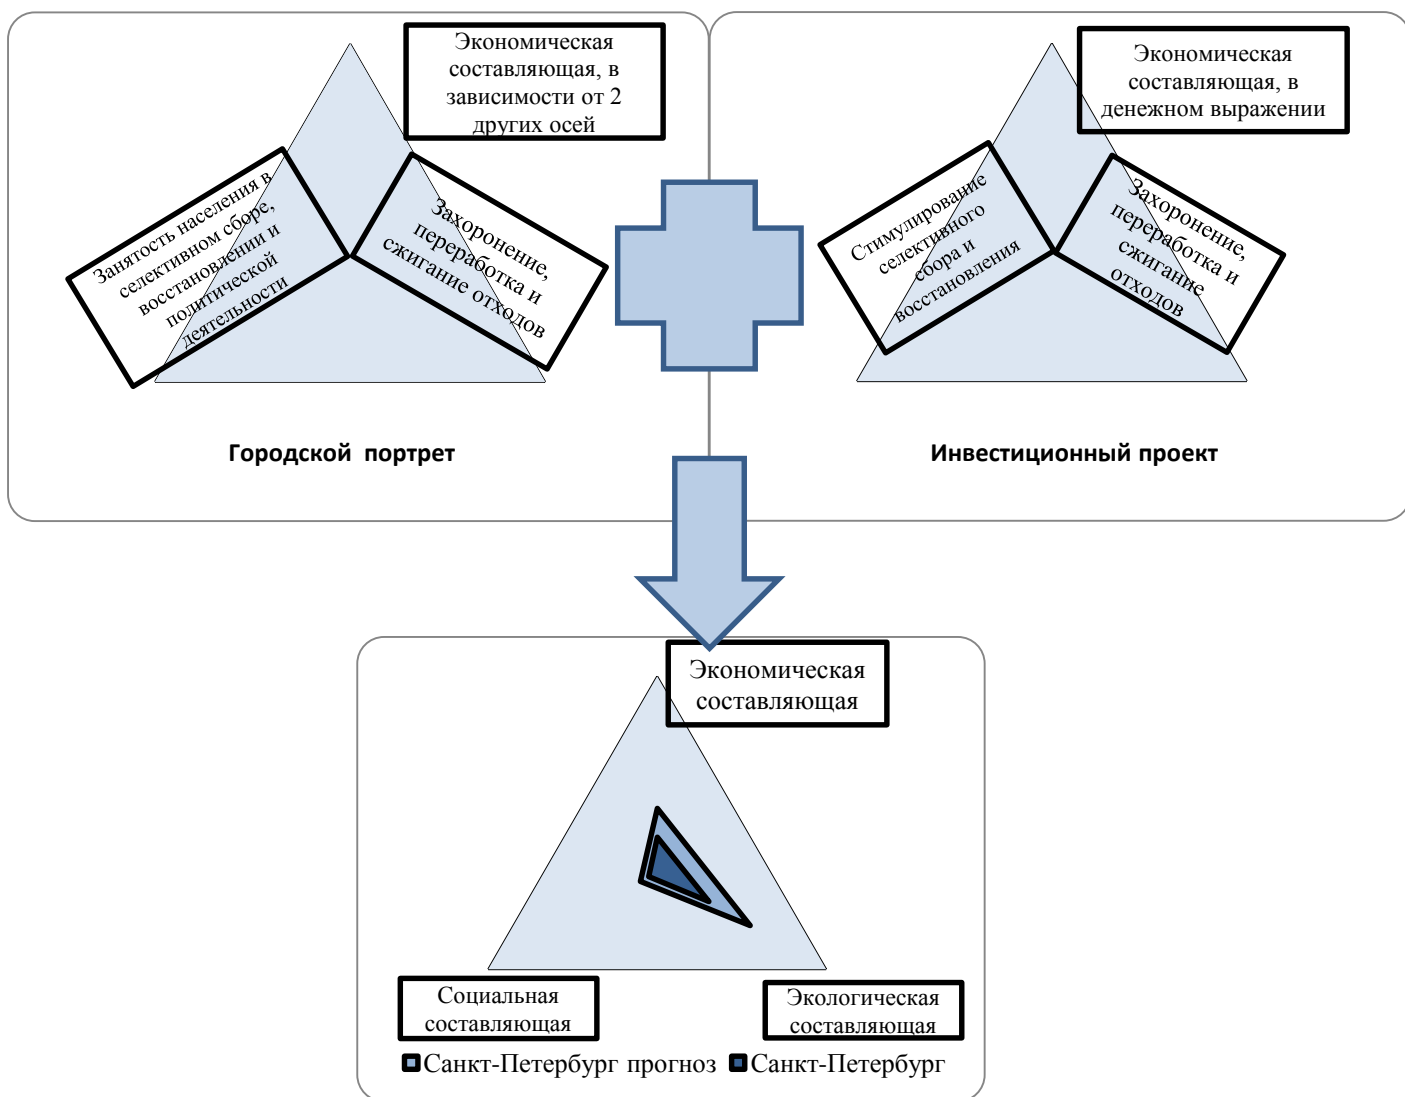 Экономическая
составляющая, в
зависимости от 2
других осей
Занятость населения в
селективном сборе,
восстановлении и
политической
деятельности
Захоронение,
переработка и
сжигание отходов
Городской портрет
Экономическая
составляющая, в
денежном выражении
Стимулирование
селективного
сбора и
восстановления
Захоронение,
переработка и
сжигание
отходов
Инвестиционный проект
Экономическая
составляющая
Социальная
составляющая
Экологическая
составляющая
Санкт-Петербург прогноз Санкт-Петербург